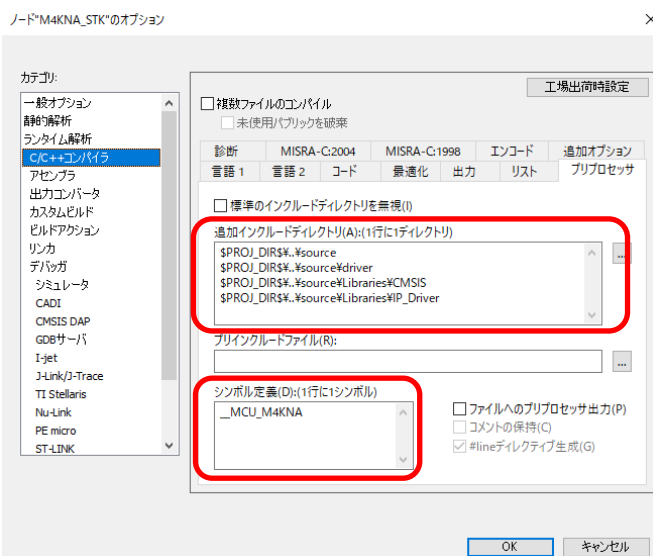 ノード"M4KNA_STK"のオプション
×
カテゴリ:
一般オプション
静的解析
ランタイム解析
C/C++コンパイラ
アセンブラ
出力コンバータ
カスタムビルド
ビルドアクション
リンカ
デバッガ
シミュレータ
CADI
CMSIS DAP
GDBサーバ
I-jet
J-Link/J-Trace
TI Stellaris
Nu-Link
PE micro
ST-LINK
工場出荷時設定
複数ファイルのコンパイル
未使用パブリックを破棄
診断 MISRA-C:2004 MISRA-C:1998 エンコード 追加オプション
言語 1 言語 2 コード 最適化 出力 リスト プリプロセッサ
標準のインクルードディレクトリを無視(I)
追加インクルードディレクトリ(A):(1行に1ディレクトリ)
$PROJ_DIR$¥..¥source
$PROJ_DIR$¥..¥source¥driver
$PROJ_DIR$¥..¥source¥Libraries¥CMSIS
$PROJ_DIR$¥..¥source¥Libraries¥IP_Driver
...
プリインクルードファイル(R):
...
シンボル定義(D):(1行に1シンボル)
__MCU_M4KNA
ファイルへのプリプロセッサ出力(P)
コメントの保持(C)
#lineディレクティブ生成(G)
OK キャンセル